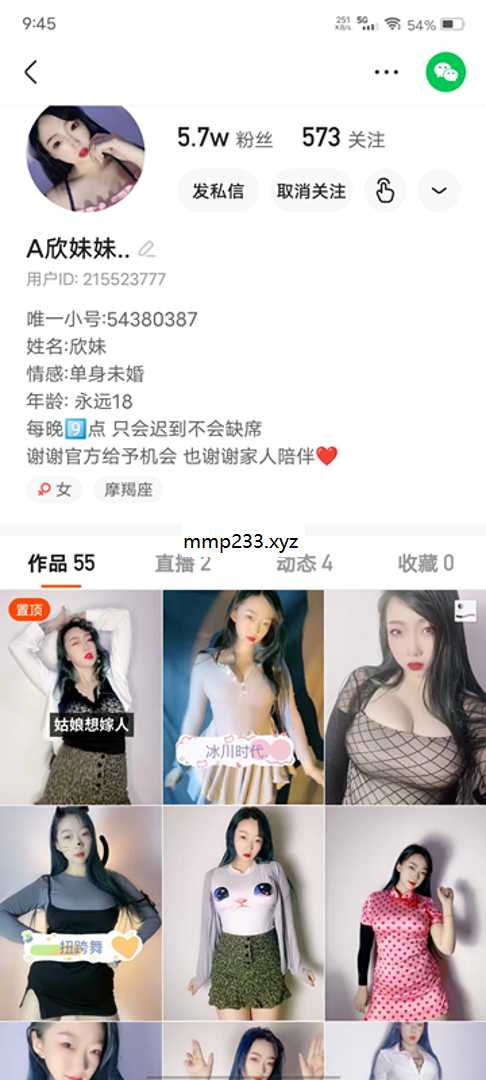 9:45
251 KB/s 5G 54%
5.7w 粉丝 573 关注
发私信 取消关注
A欣妹妹..
用户ID: 215523777
唯一小号:54380387
姓名:欣妹
情感:单身未婚
年龄: 永远18
每晚9️⃣点 只会迟到不会缺席
谢谢官方给予机会 也谢谢家人陪伴❤️
女 摩羯座
mmp233.xyz
作品 55 直播 2 动态 4 收藏 0
置顶
姑娘想嫁人
冰川时代
扭跨舞